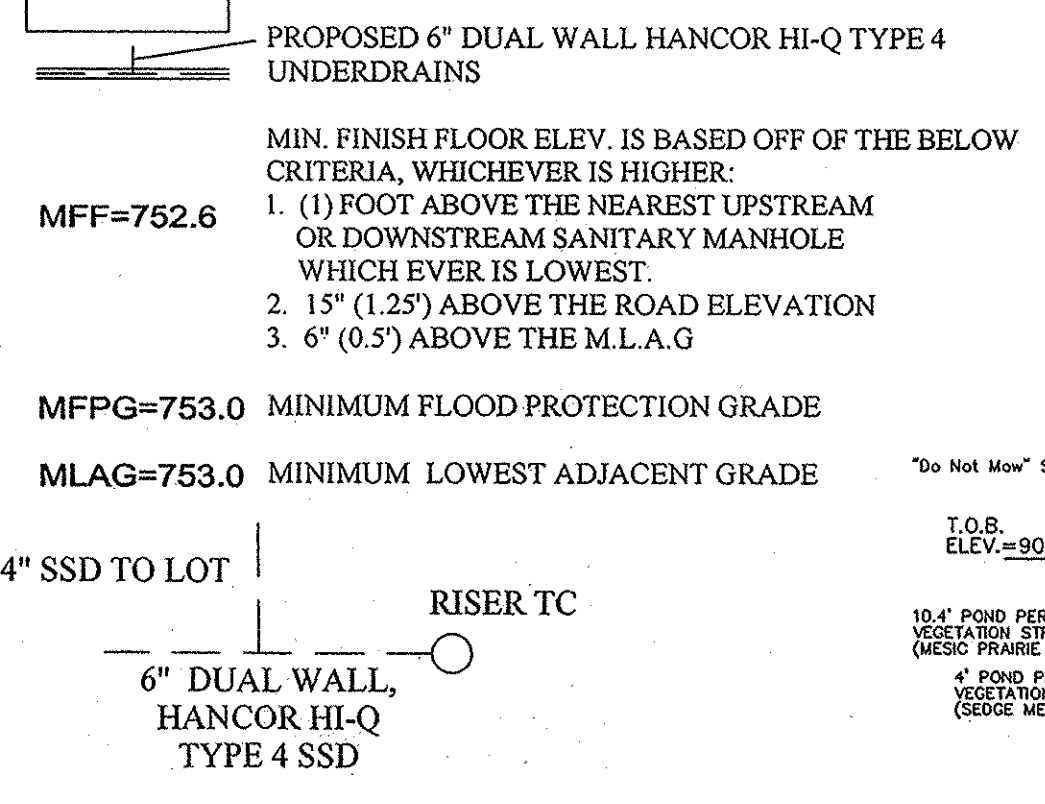 PROPOSED 6" DUAL WALL HANCOR HI-Q TYPE 4
UNDERDRAINS
MIN. FINISH FLOOR ELEV. IS BASED OFF OF THE BELOW
CRITERIA, WHICHEVER IS HIGHER:
MFF=752.6
1. (1) FOOT ABOVE THE NEAREST UPSTREAM
OR DOWNSTREAM SANITARY MANHOLE
WHICH EVER IS LOWEST.
2. 15" (1.25') ABOVE THE ROAD ELEVATION
3. 6" (0.5') ABOVE THE M.L.A.G
MFPG=753.0 MINIMUM FLOOD PROTECTION GRADE
MLAG=753.0 MINIMUM LOWEST ADJACENT GRADE
"Do Not Mow"
T.O.B.
ELEV.=90
4" SSD TO LOT
RISER TC
10.4' POND
VEGETATION
(MESIC PRAIRIE
6" DUAL WALL,
HANCOR HI-Q
TYPE 4 SSD
4' POND
(SEDGE